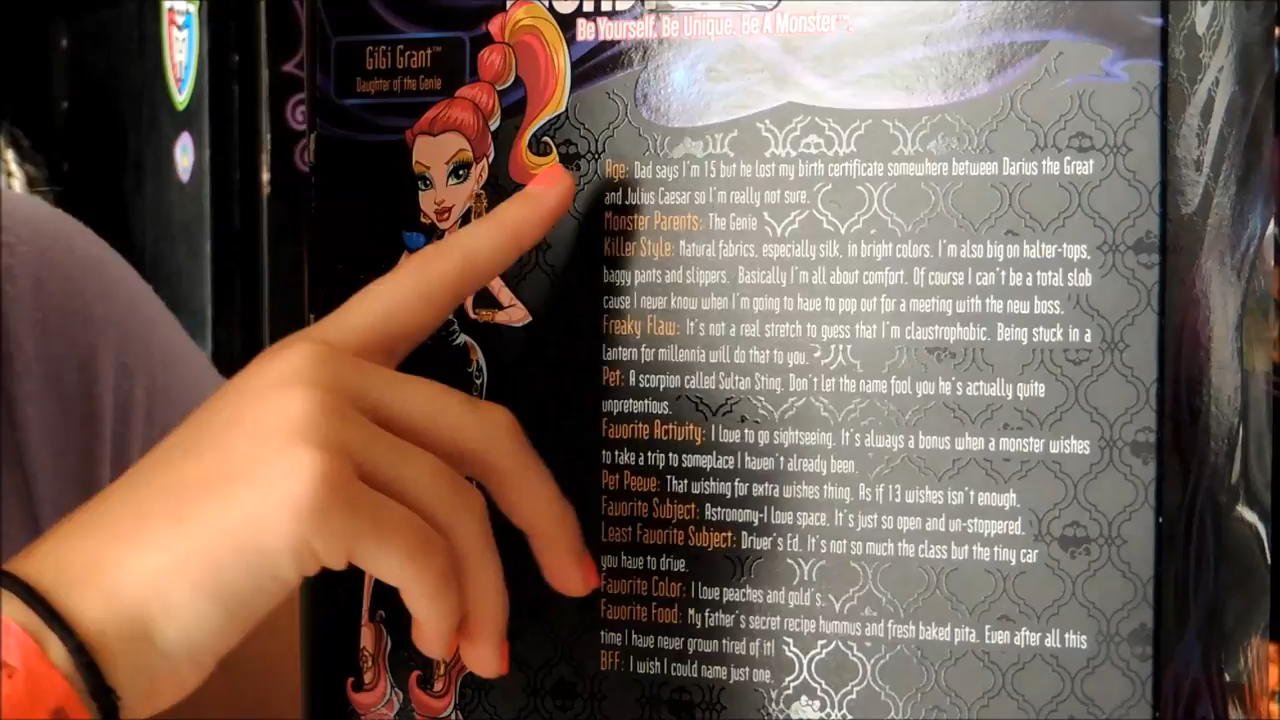 Be Yourself. Be Unique. Be A Monster™.
GiGi Grant™
Daughter of the Genie
Age: Dad says I'm 15 but he lost my birth certificate somewhere between Darius the Great
and Julius Caesar so I'm really not sure.
Monster Parents: The Genie
Killer Style: Natural fabrics, especially silk, in bright colors. I'm also big on halter-tops,
baggy pants and slippers. Basically I'm all about comfort. Of course I can't be a total slob
cause I never know when I'm going to have to pop out for a meeting with the new boss.
Freaky Flaw: It's not a real stretch to guess that I'm claustrophobic. Being stuck in a
lantern for millennia will do that to you.
Pet: A scorpion called Sultan Sting. Don't let the name fool you he's actually quite
unpretentious.
Favorite Activity: I love to go sightseeing. It's always a bonus when a monster wishes
to take a trip to someplace I haven't already been.
Pet Peeve: That wishing for extra wishes thing. As if 13 wishes isn't enough.
Favorite Subject: Astronomy-I love space. It's just so open and un-stoppered.
Least Favorite Subject: Driver's Ed. It's not so much the class but the tiny car
you have to drive.
Favorite Color: I love peaches and gold's.
Favorite Food: My father's secret recipe hummus and fresh baked pita. Even after all this
time I have never grown tired of it!
BFF: I wish I could name just one.